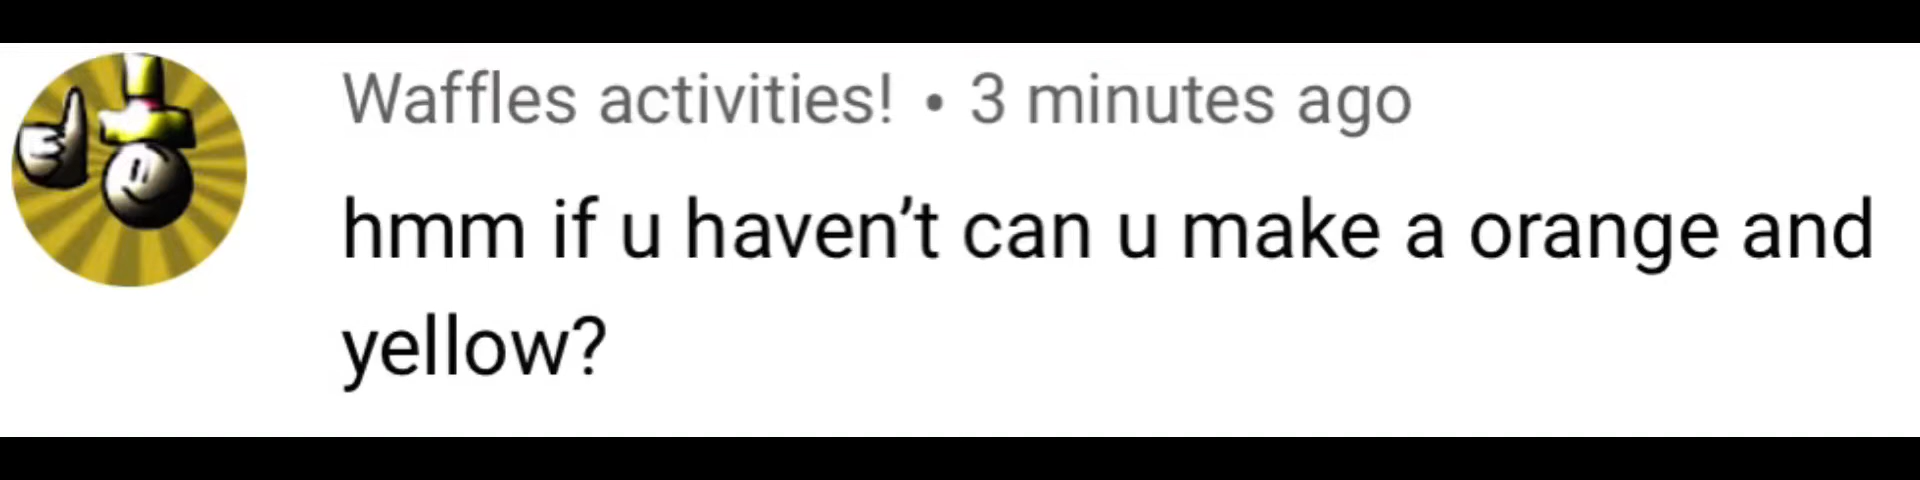 Waffles activities! • 3 minutes ago
hmm if u haven’t can u make a orange and
yellow?